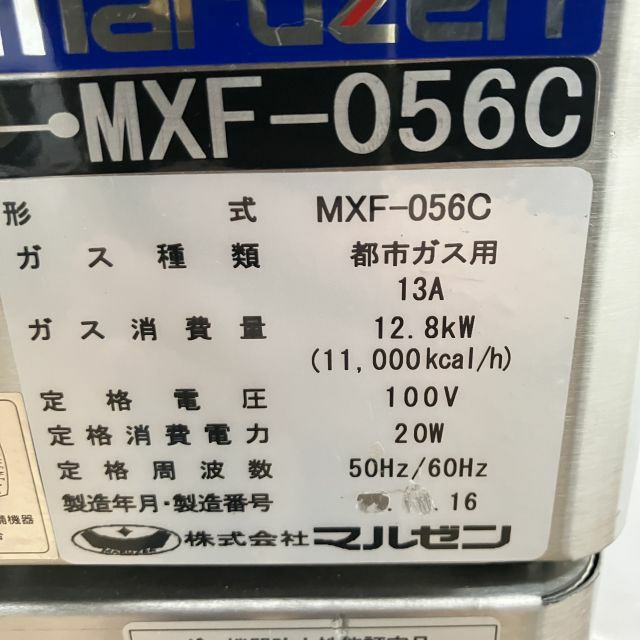 maruzen
MXF-056C
形式 MXF-056C
ガス種類 都市ガス用
13A
ガス消費量 12.8kW
(11,000kcal/h)
定格電圧 100V
定格消費電力 20W
定格周波数 50Hz/60Hz
製造年月・製造番号 . .16
MARUZEN 株式会社 マルゼン
機器